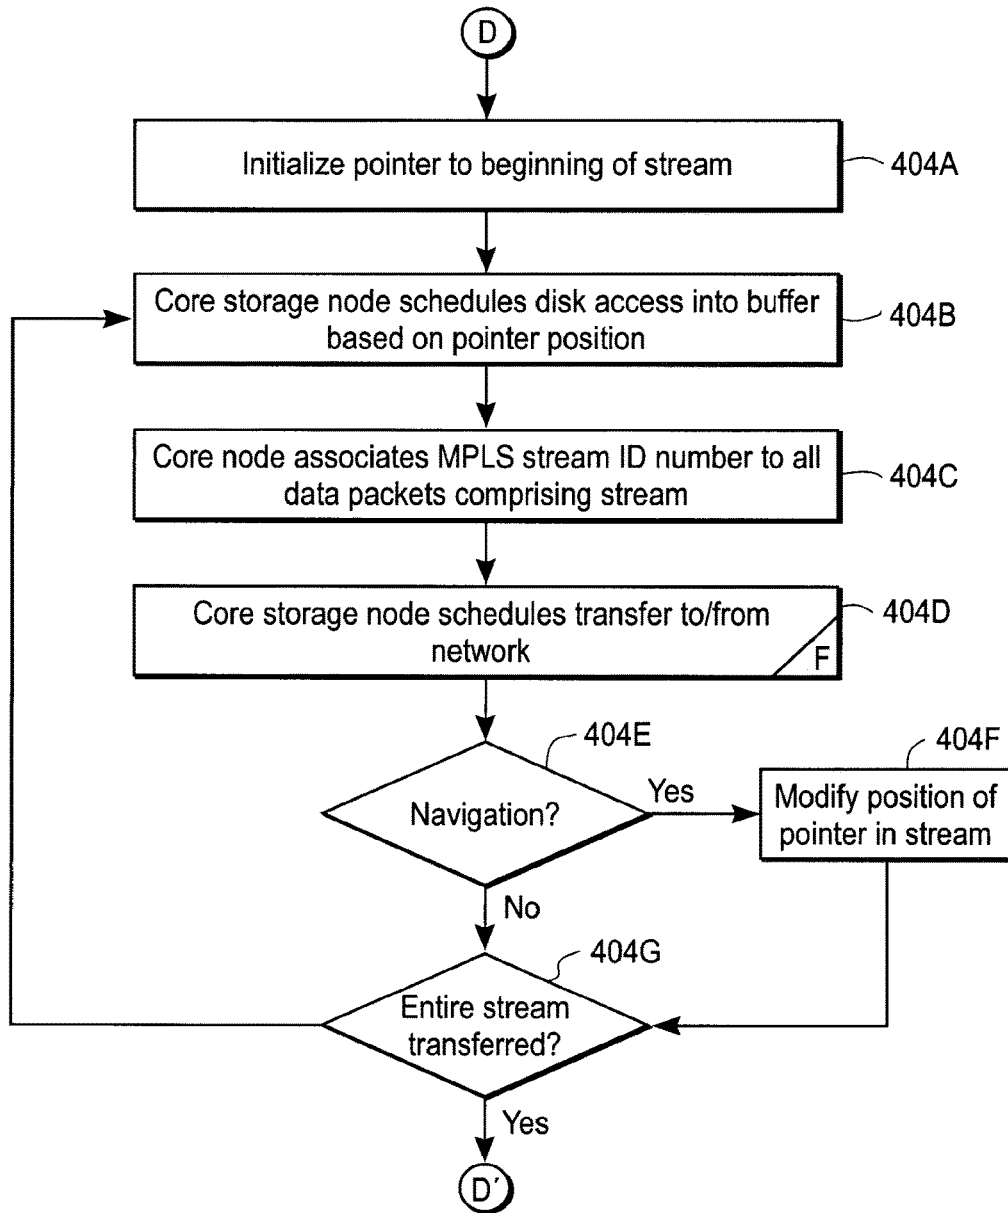 D
Initialize pointer to beginning of stream
404A
Core storage node schedules disk access into buffer
based on pointer position
404B
Core node associates MPLS stream ID number to all
data packets comprising stream
404C
Core storage node schedules transfer to/from
network
404D
F
404E
Navigation?
Yes
404F
Modify position of
pointer in stream
No
404G
Entire stream
transferred?
Yes
D´